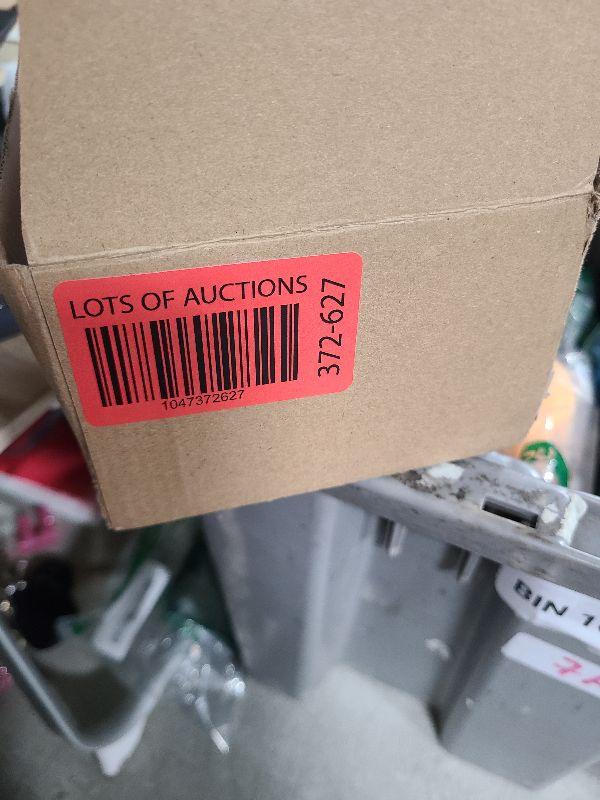 LOTS OF AUCTIONS
372-627
1047372627
BIN